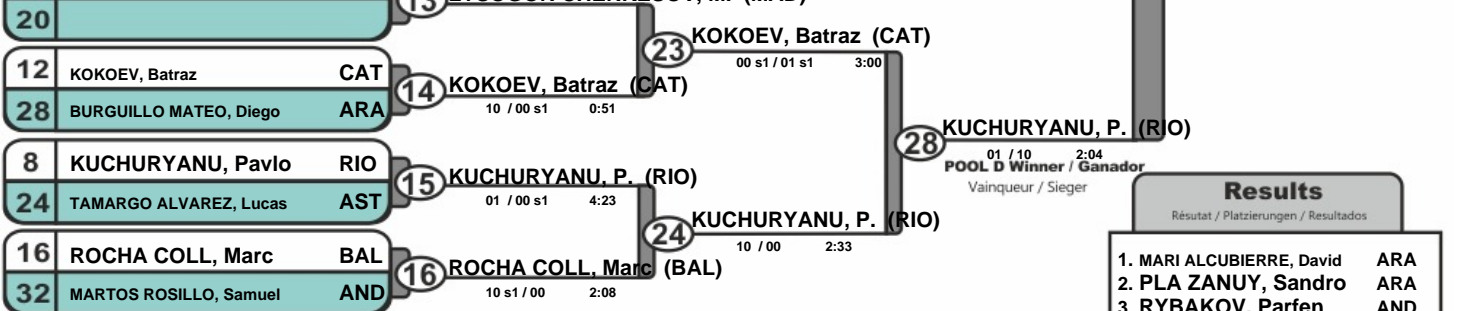 13
20
12 KOKOEV, Batraz CAT
28 BURGUILLO MATEO, Diego ARA
14 KOKOEV, Batraz (CAT)
10 / 00 s1 0:51
23 KOKOEV, Batraz (CAT)
00 s1 / 01 s1 3:00
8 KUCHURYANU, Pavlo RIO
24 TAMARGO ALVAREZ, Lucas AST
15 KUCHURYANU, P. (RIO)
01 / 00 s1 4:23
16 ROCHA COLL, Marc BAL
32 MARTOS ROSILLO, Samuel AND
16 ROCHA COLL, Marc (BAL)
10 s1 / 00 2:08
24 KUCHURYANU, P. (RIO)
10 / 00 2:33
28 KUCHURYANU, P. (RIO)
01 / 10 2:04
POOL D Winner / Ganador
Vainqueur / Sieger
Results
Résutat / Platzierungen / Resultados
1. MARI ALCUBIERRE, David ARA
2. PLA ZANUY, Sandro ARA
3. RYBAKOV, Parfen AND